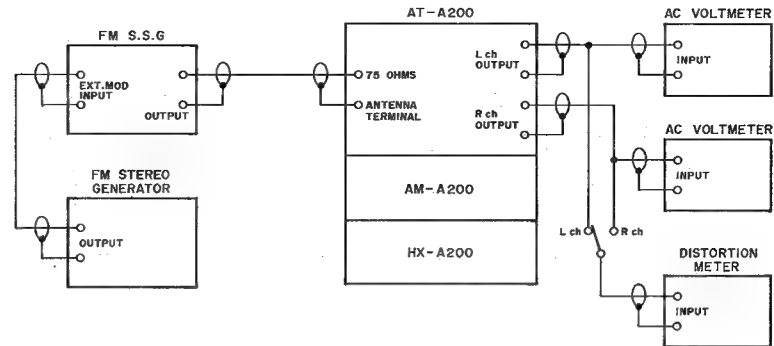 FM S.S.G
EXT.MOD
INPUT
OUTPUT
FM STEREO
GENERATOR
OUTPUT
AT-A200
75 OHMS
ANTENNA
TERMINAL
L ch
OUTPUT
R ch
OUTPUT
AM-A200
HX-A200
AC VOLTMETER
INPUT
AC VOLTMETER
INPUT
L ch
R ch
DISTORTION
METER
INPUT